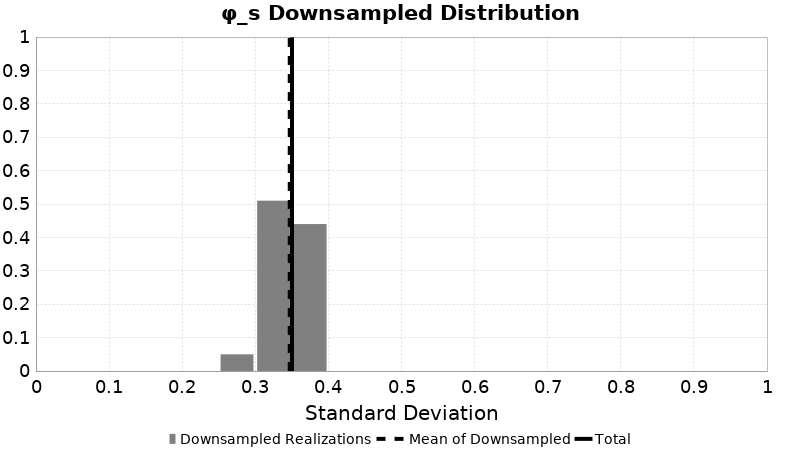 φ_s Downsampled Distribution
1
0.9
0.8
0.7
0.6
0.5
0.4
0.3
0.2
0.1
0
0 0.1 0.2 0.3 0.4 0.5 0.6 0.7 0.8 0.9 1
Standard Deviation
Downsampled Realizations Mean of Downsampled Total